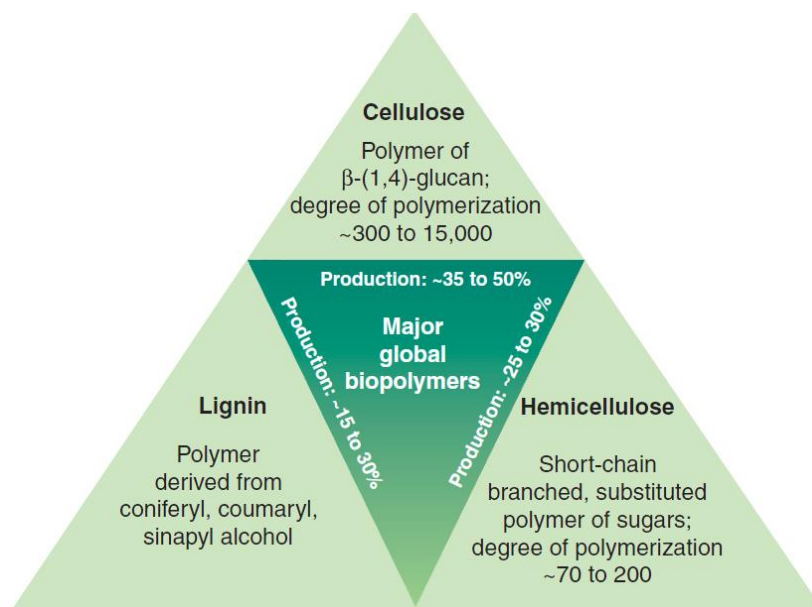 Cellulose
Polymer of
β-(1,4)-glucan;
degree of polymerization
~300 to 15,000
Production: ~35 to 50%
Major
global
biopolymers
Production: ~15 to 30%
Production: ~25 to 30%
Lignin
Polymer
derived from
coniferyl, coumaryl,
sinapyl alcohol
Hemicellulose
Short-chain
branched, substituted
polymer of sugars;
degree of polymerization
~70 to 200